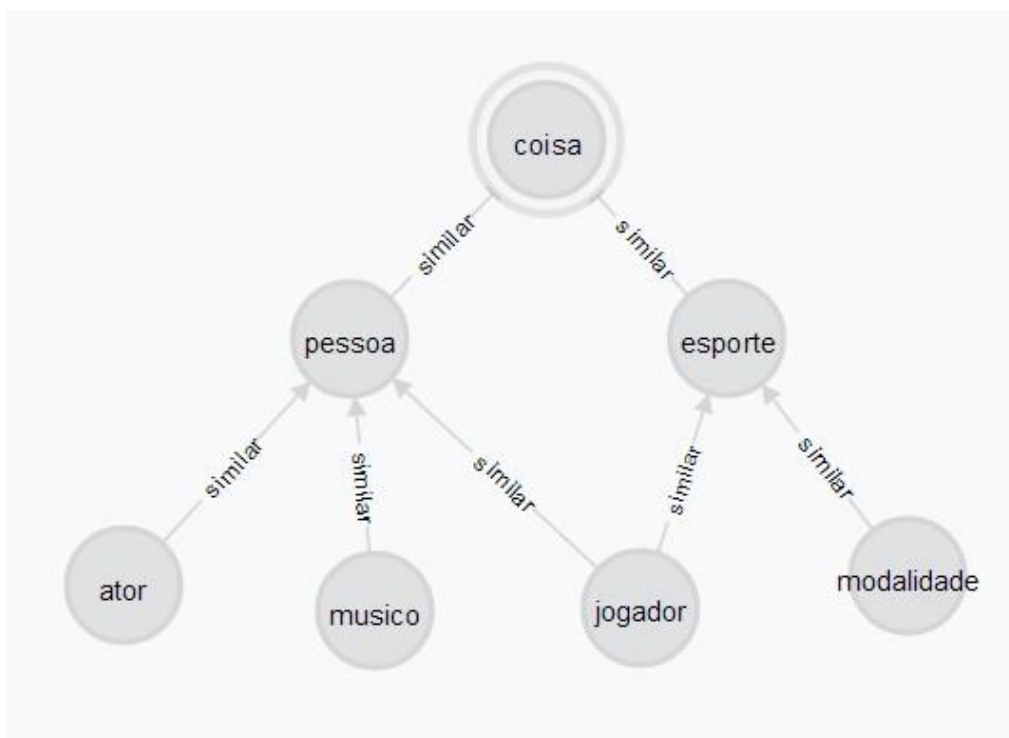 coisa
similar
similar
pessoa
esporte
similar
similar
similar
similar
similar
ator
musico
jogador
modalidade